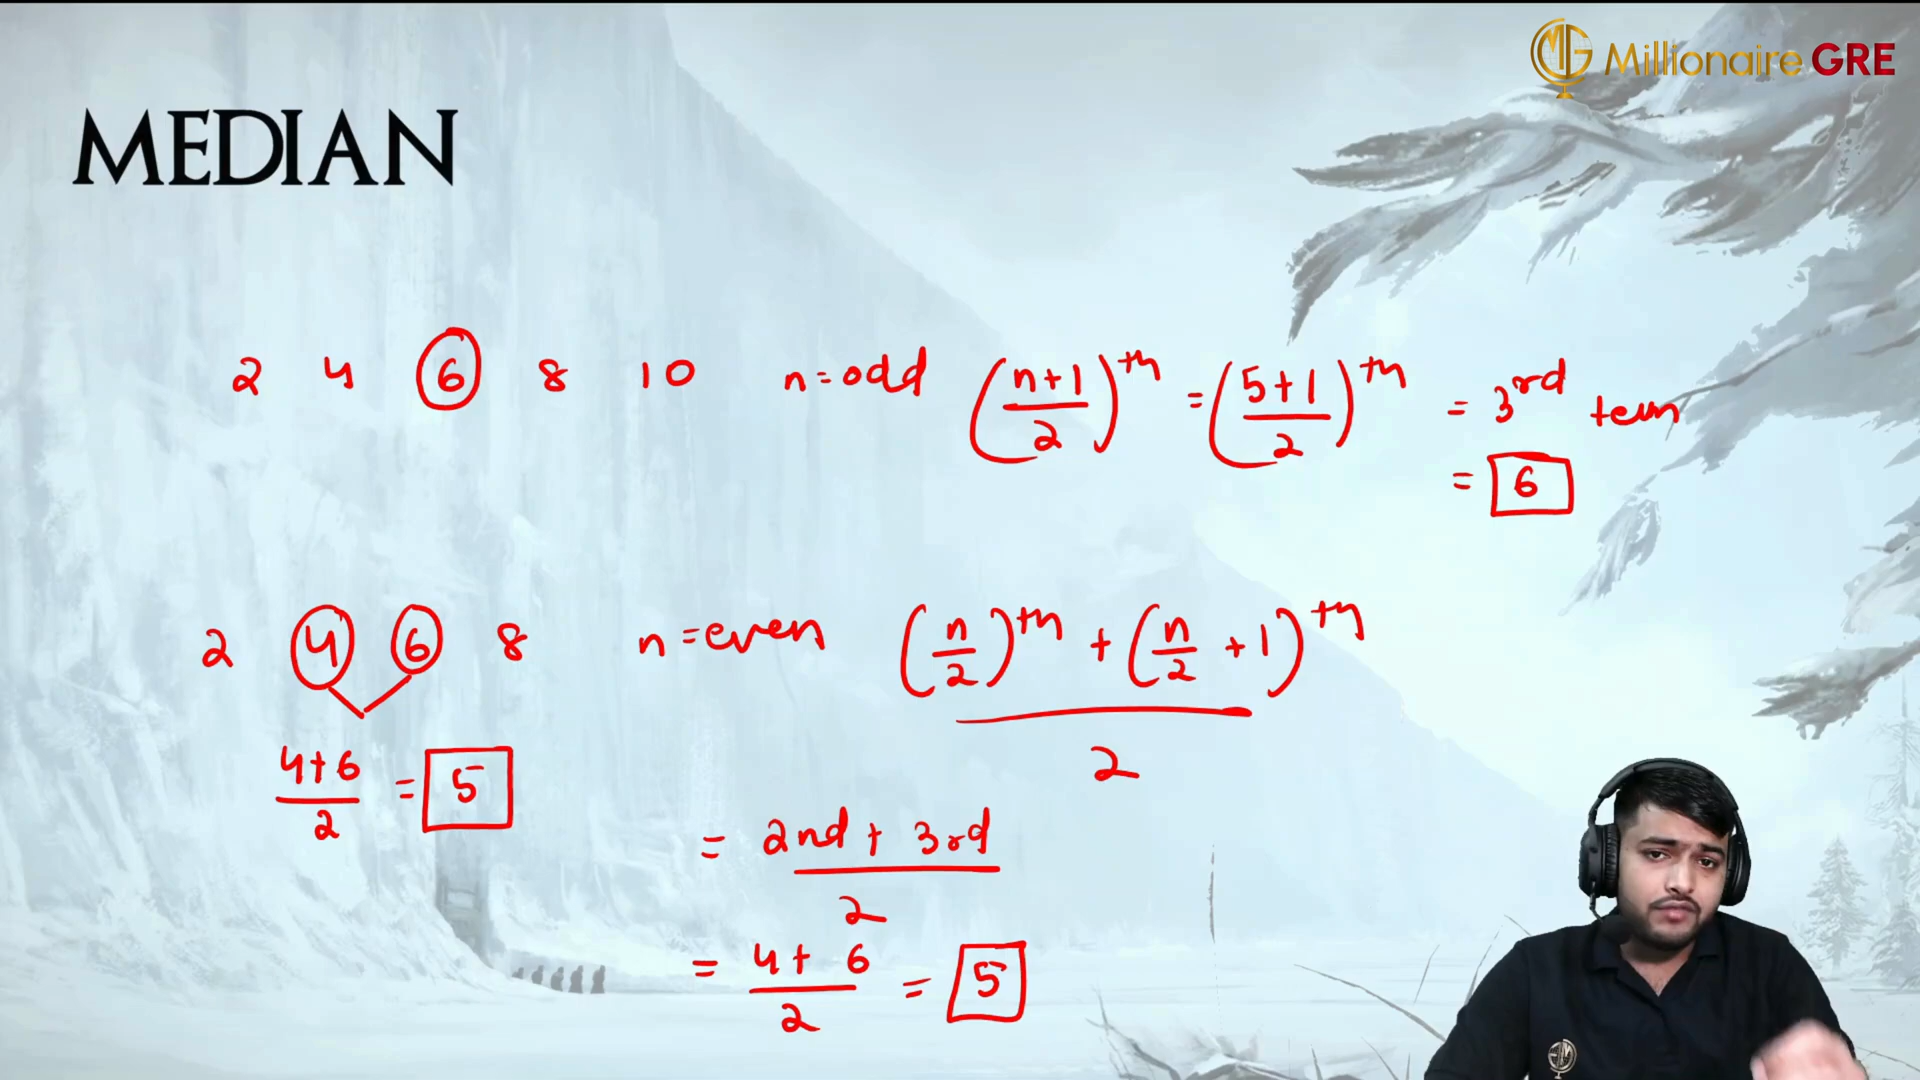 Millionaire GRE
MEDIAN
2 4 6 8 10 n=odd ((n+1)/2)^th = ((5+1)/2)^th = 3^rd term
= 6
2 4 6 8 n=even ((n/2)^th + (n/2 + 1)^th)/2
(4+6)/2 = 5
= (2nd + 3rd)/2
= (4+6)/2 = 5